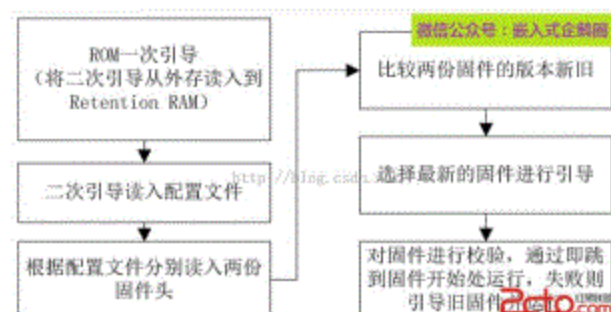 ROM一次引导
（将二次引导从外存读入到
Retention RAM）
二次引导读入配置文件
根据配置文件分别读入两份
固件头
微信公众号：嵌入式企鹅圈
比较两份固件的版本新旧
选择最新的固件进行引导
对固件进行校验，通过即跳
到固件开始处运行，失败则
引导旧固件
http://blog.csdn.
2cto